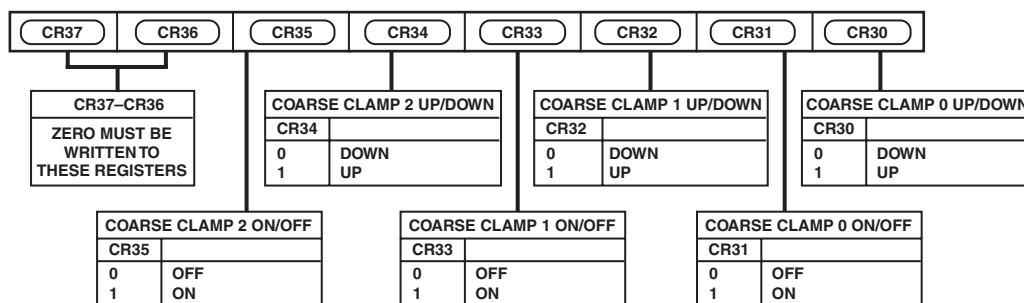 CR37 CR36 CR35 CR34 CR33 CR32 CR31 CR30
CR37–CR36
ZERO MUST BE
WRITTEN TO
THESE REGISTERS
COARSE CLAMP 2 UP/DOWN
CR34
0 DOWN
1 UP
COARSE CLAMP 1 UP/DOWN
CR32
0 DOWN
1 UP
COARSE CLAMP 0 UP/DOWN
CR30
0 DOWN
1 UP
COARSE CLAMP 2 ON/OFF
CR35
0 OFF
1 ON
COARSE CLAMP 1 ON/OFF
CR33
0 OFF
1 ON
COARSE CLAMP 0 ON/OFF
CR31
0 OFF
1 ON